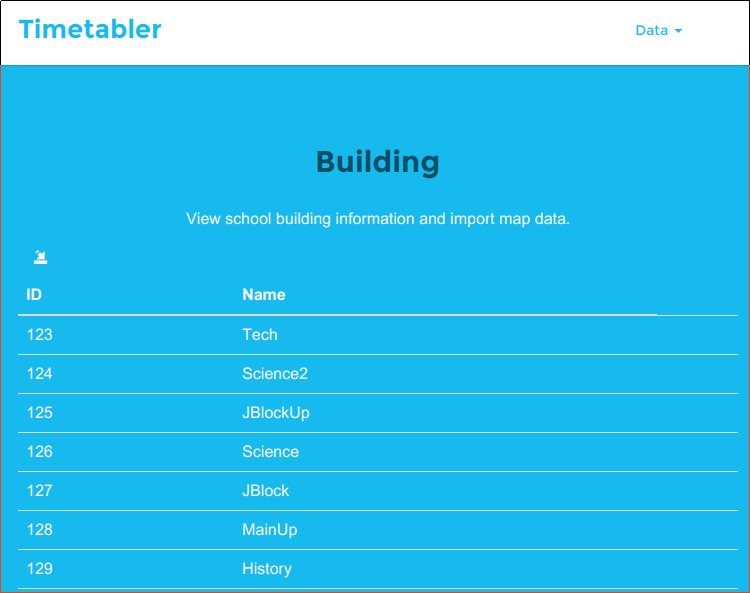 Timetabler
Data
Building
View school building information and import map data.
ID Name
123 Tech
124 Science2
125 JBlockUp
126 Science
127 JBlock
128 MainUp
129 History